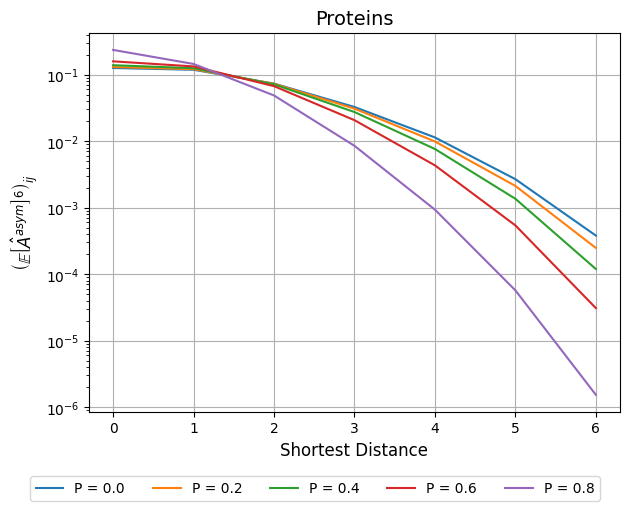 Proteins
10⁻¹
10⁻²
10⁻³
10⁻⁴
10⁻⁵
10⁻⁶
(𝔼[Â^{asym}]^6)_{ij}
0 1 2 3 4 5 6
Shortest Distance
P = 0.0 P = 0.2 P = 0.4 P = 0.6 P = 0.8